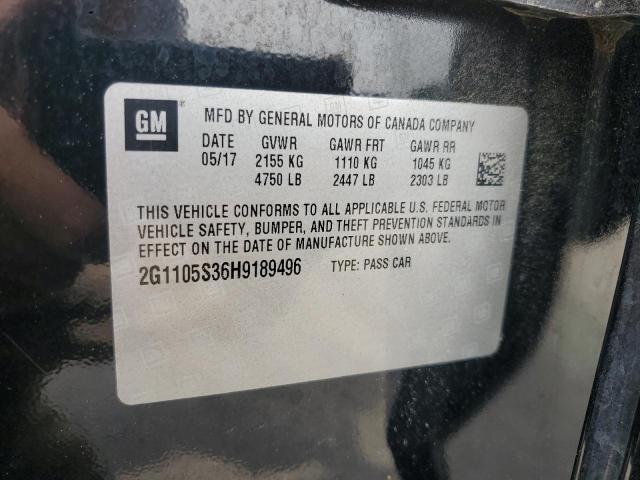 GM
MFD BY GENERAL MOTORS OF CANADA COMPANY
DATE GVWR GAWR FRT GAWR RR
05/17 2155 KG 1110 KG 1045 KG
4750 LB 2447 LB 2303 LB
THIS VEHICLE CONFORMS TO ALL APPLICABLE U.S. FEDERAL MOTOR
VEHICLE SAFETY, BUMPER, AND THEFT PREVENTION STANDARDS IN
EFFECT ON THE DATE OF MANUFACTURE SHOWN ABOVE.
2G1105S36H9189496 TYPE: PASS CAR